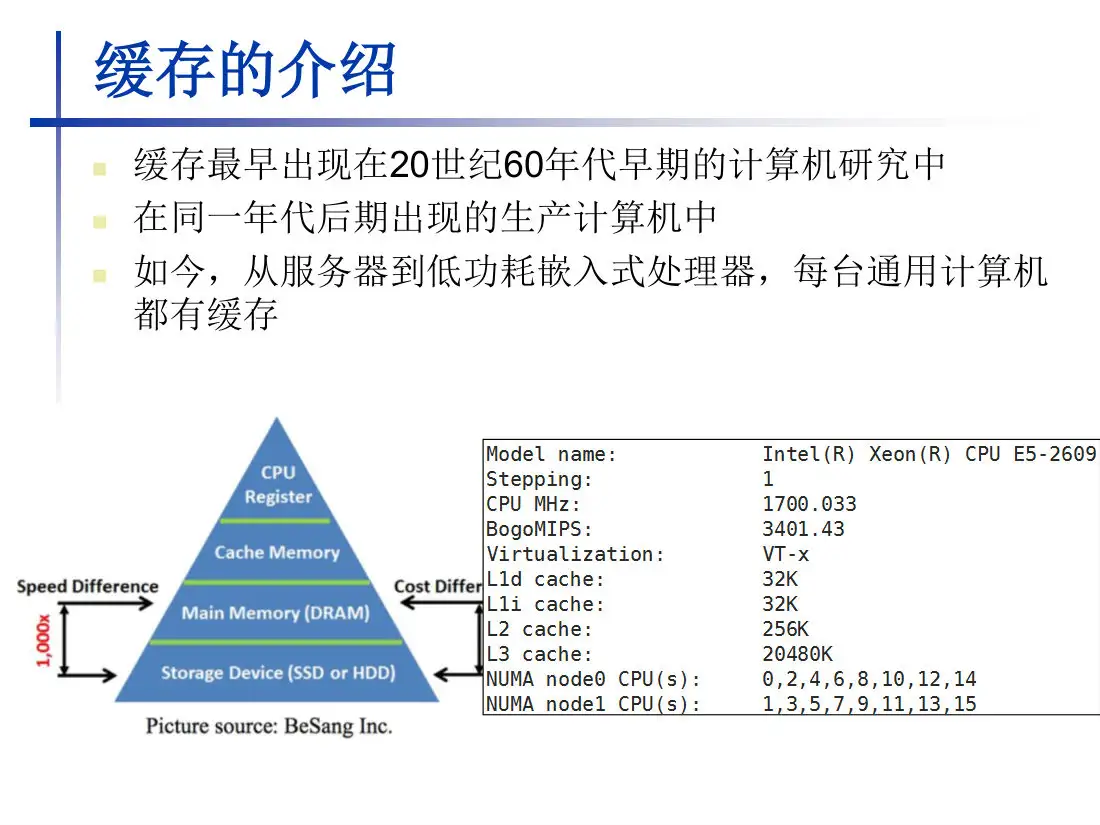 缓存的介绍
缓存最早出现在20世纪60年代早期的计算机研究中
在同一年代后期出现的生产计算机中
如今，从服务器到低功耗嵌入式处理器，每台通用计算机
都有缓存
CPU
Register
Cache Memory
Speed Difference
Cost Differ
1,000x
Main Memory (DRAM)
Storage Device (SSD or HDD)
Picture source: BeSang Inc.
Model name: Intel(R) Xeon(R) CPU E5-2609
Stepping: 1
CPU MHz: 1700.033
BogoMIPS: 3401.43
Virtualization: VT-x
L1d cache: 32K
L1i cache: 32K
L2 cache: 256K
L3 cache: 20480K
NUMA node0 CPU(s): 0,2,4,6,8,10,12,14
NUMA node1 CPU(s): 1,3,5,7,9,11,13,15